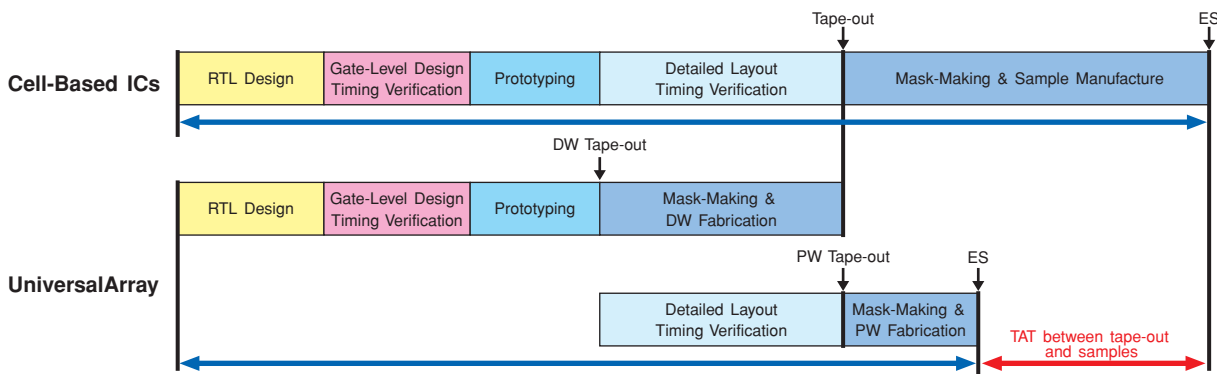 Tape-out
ES
Cell-Based ICs
RTL Design
Gate-Level Design
Timing Verification
Prototyping
Detailed Layout
Timing Verification
Mask-Making & Sample Manufacture
DW Tape-out
RTL Design
Gate-Level Design
Timing Verification
Prototyping
Mask-Making &
DW Fabrication
UniversalArray
PW Tape-out
ES
Detailed Layout
Timing Verification
Mask-Making &
PW Fabrication
TAT between tape-out
and samples